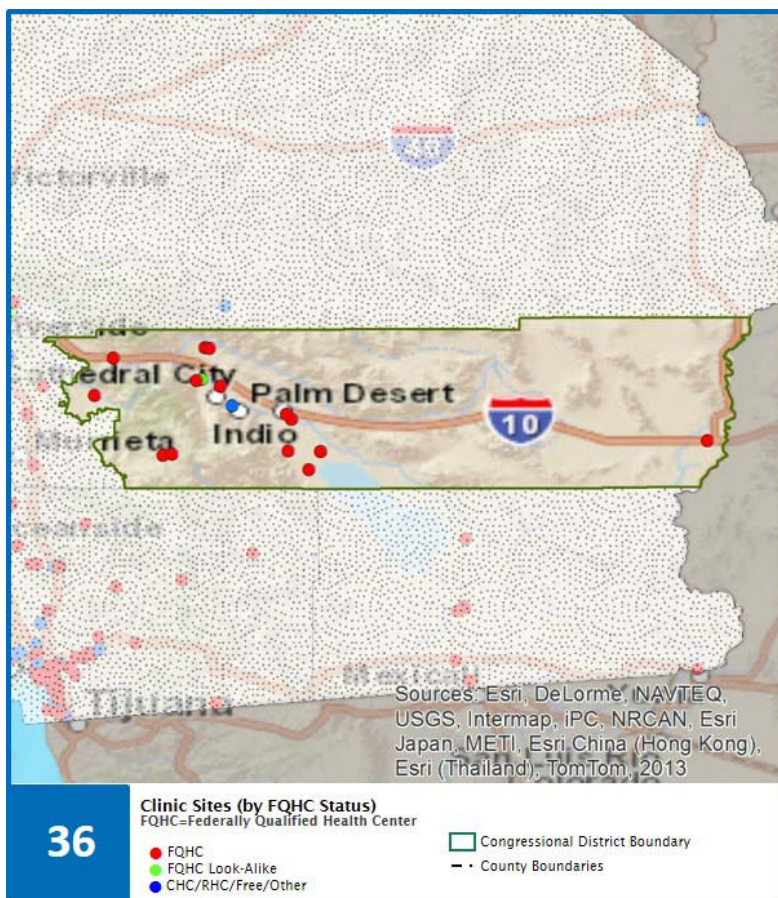 Victorville
40
Riverside
Cathedral City
Palm Desert
Murrieta
Indio
10
Oceanside
Mexicali
Tijuana
Sources: Esri, DeLorme, NAVTEQ,
USGS, Intermap, iPC, NRCAN, Esri
Japan, METI, Esri China (Hong Kong),
Esri (Thailand), TomTom, 2013
36
Clinic Sites (by FQHC Status)
FQHC=Federally Qualified Health Center
FQHC
FQHC Look-Alike
CHC/RHC/Free/Other
Congressional District Boundary
County Boundaries